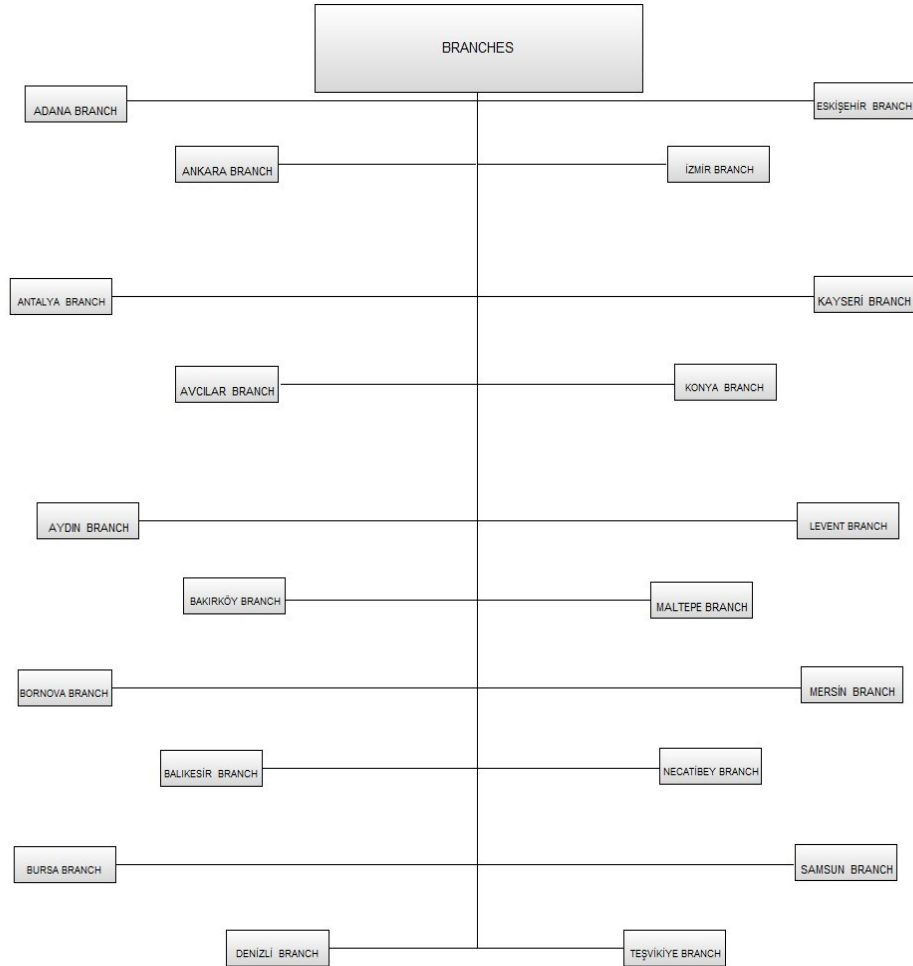 BRANCHES
ADANA BRANCH
ESKİŞEHİR BRANCH
ANKARA BRANCH
İZMİR BRANCH
ANTALYA BRANCH
KAYSERİ BRANCH
AVCILAR BRANCH
KONYA BRANCH
AYDIN BRANCH
LEVENT BRANCH
BAKIRKÖY BRANCH
MALTEPE BRANCH
BORNOVA BRANCH
MERSİN BRANCH
BALIKESİR BRANCH
NECATİBEY BRANCH
BURSA BRANCH
SAMSUN BRANCH
DENİZLİ BRANCH
TEŞVİKİYE BRANCH